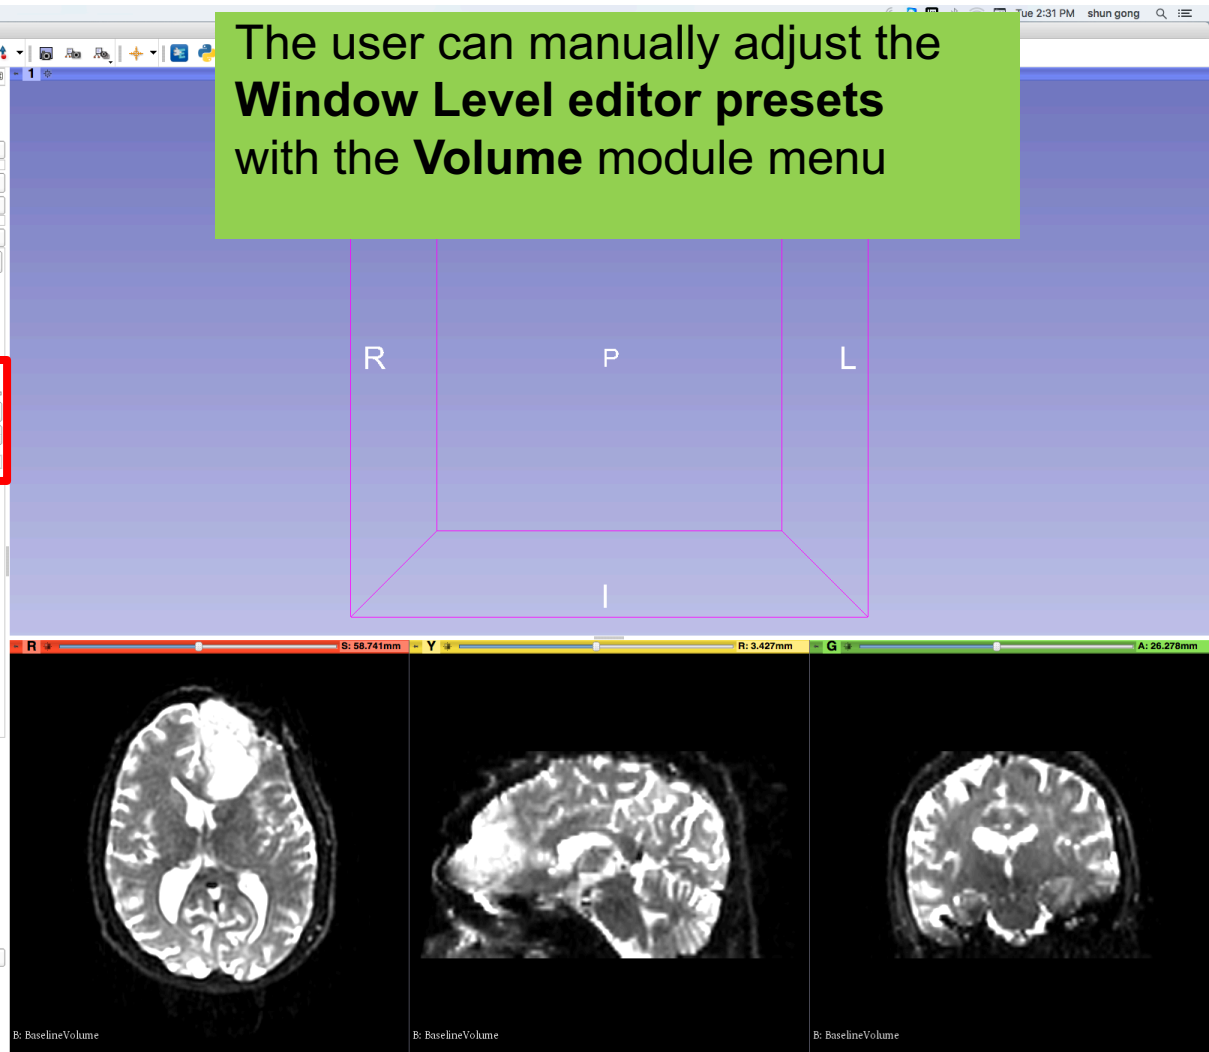 Tue 2:31 PM shun gong
The user can manually adjust the
Window Level editor presets
with the Volume module menu
1
R P L
I
R S: 58.741mm Y R: 3.427mm G A: 26.278mm
B: BaselineVolume B: BaselineVolume B: BaselineVolume